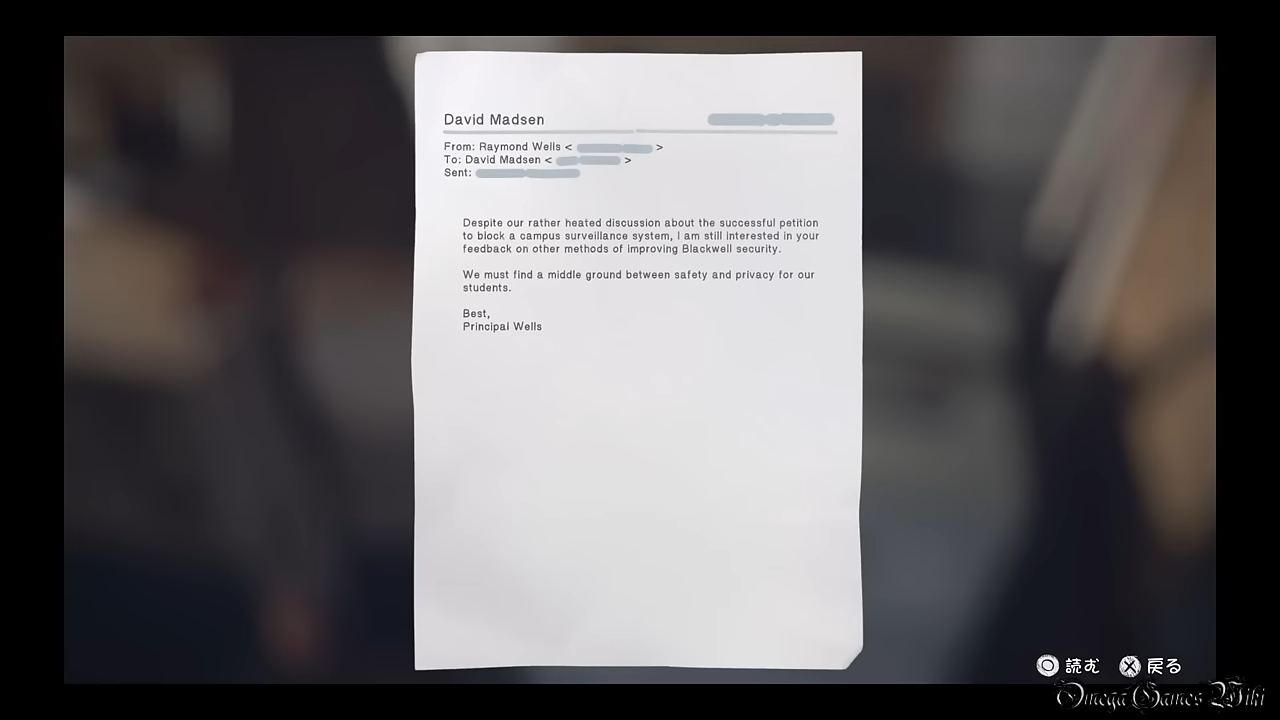 David Madsen
From: Raymond Wells < >
To: David Madsen < >
Sent:
Despite our rather heated discussion about the successful petition
to block a campus surveillance system, I am still interested in your
feedback on other methods of improving Blackwell security.
We must find a middle ground between safety and privacy for our
students.
Best,
Principal Wells
読む 戻る
Omega Games Wiki